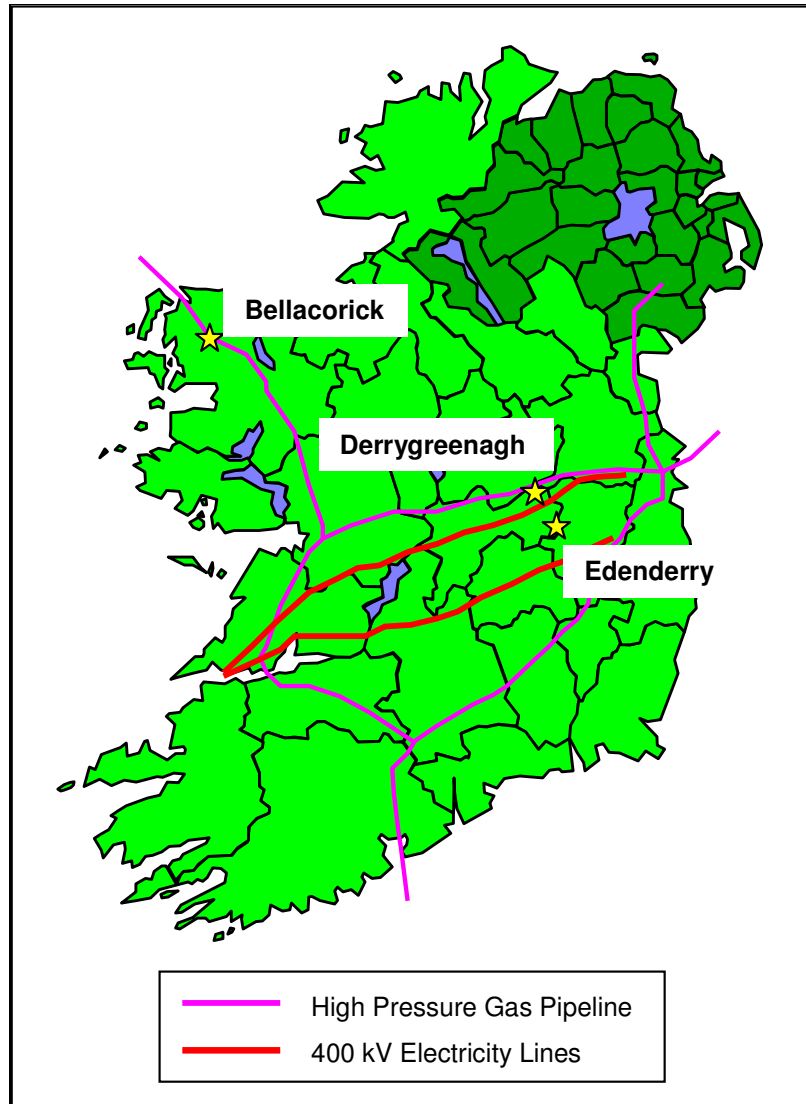 Bellacorick
Derrygreenagh
Edenderry
High Pressure Gas Pipeline
400 kV Electricity Lines